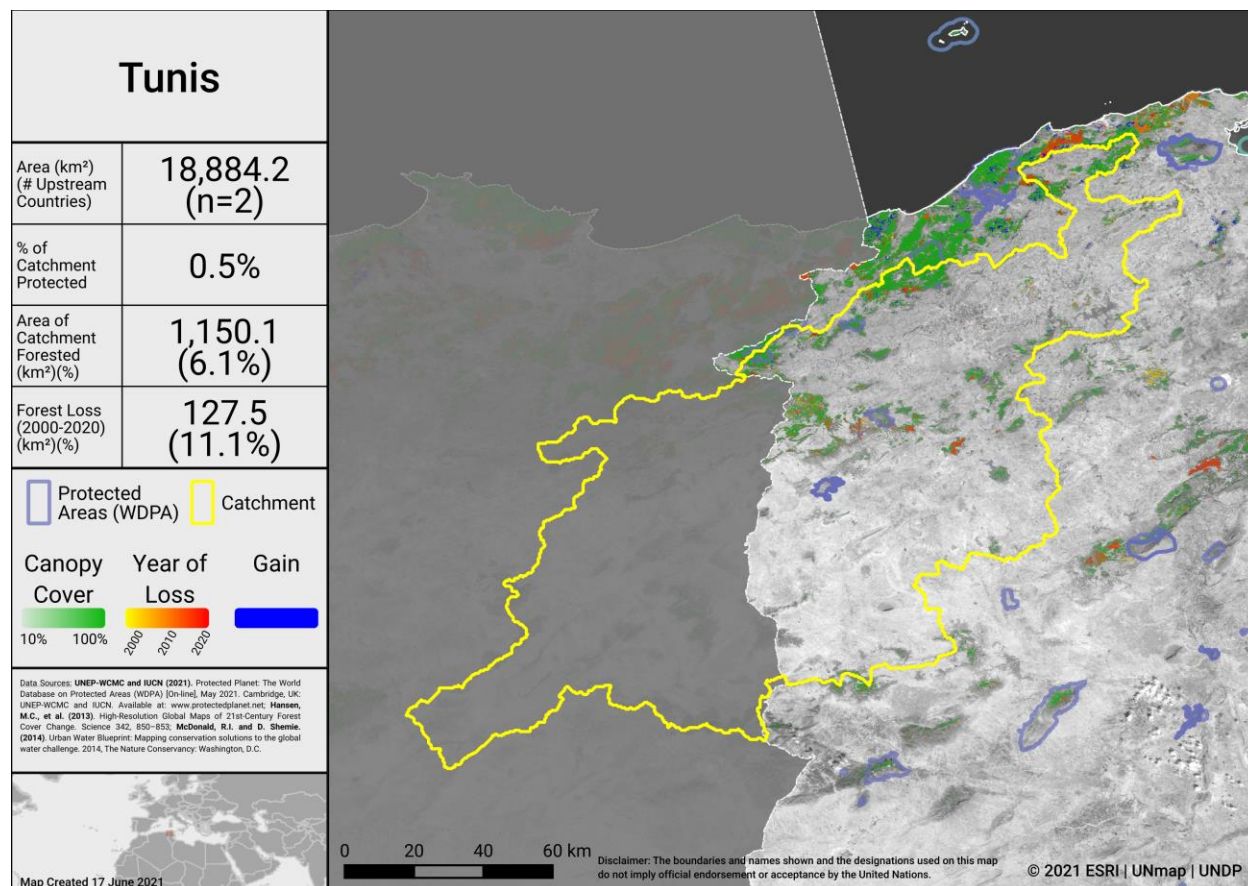 Tunis
Area (km²)
(# Upstream
Countries)
18,884.2
(n=2)
% of
Catchment
Protected
0.5%
Area of
Catchment
Forested
(km²)(%)
1,150.1
(6.1%)
Forest Loss
(2000-2020)
(km²)(%)
127.5
(11.1%)
Protected
Areas (WDPA)
Catchment
Canopy
Cover
10% 100%
Year of
Loss
2000 2010 2020
Gain
Data Sources: UNEP-WCMC and IUCN (2021). Protected Planet: The World
Database on Protected Areas (WDPA) [On-line], May 2021. Cambridge, UK:
UNEP-WCMC and IUCN. Available at: www.protectedplanet.net; Hansen,
M.C., et al. (2013). High-Resolution Global Maps of 21st-Century Forest
Cover Change. Science 342, 850–853; McDonald, R.I. and D. Shemie.
(2014). Urban Water Blueprint: Mapping conservation solutions to the global
water challenge. 2014, The Nature Conservancy: Washington, D.C.
Map Created 17 June 2021
0 20 40 60 km
Disclaimer: The boundaries and names shown and the designations used on this map
do not imply official endorsement or acceptance by the United Nations.
© 2021 ESRI | UNmap | UNDP